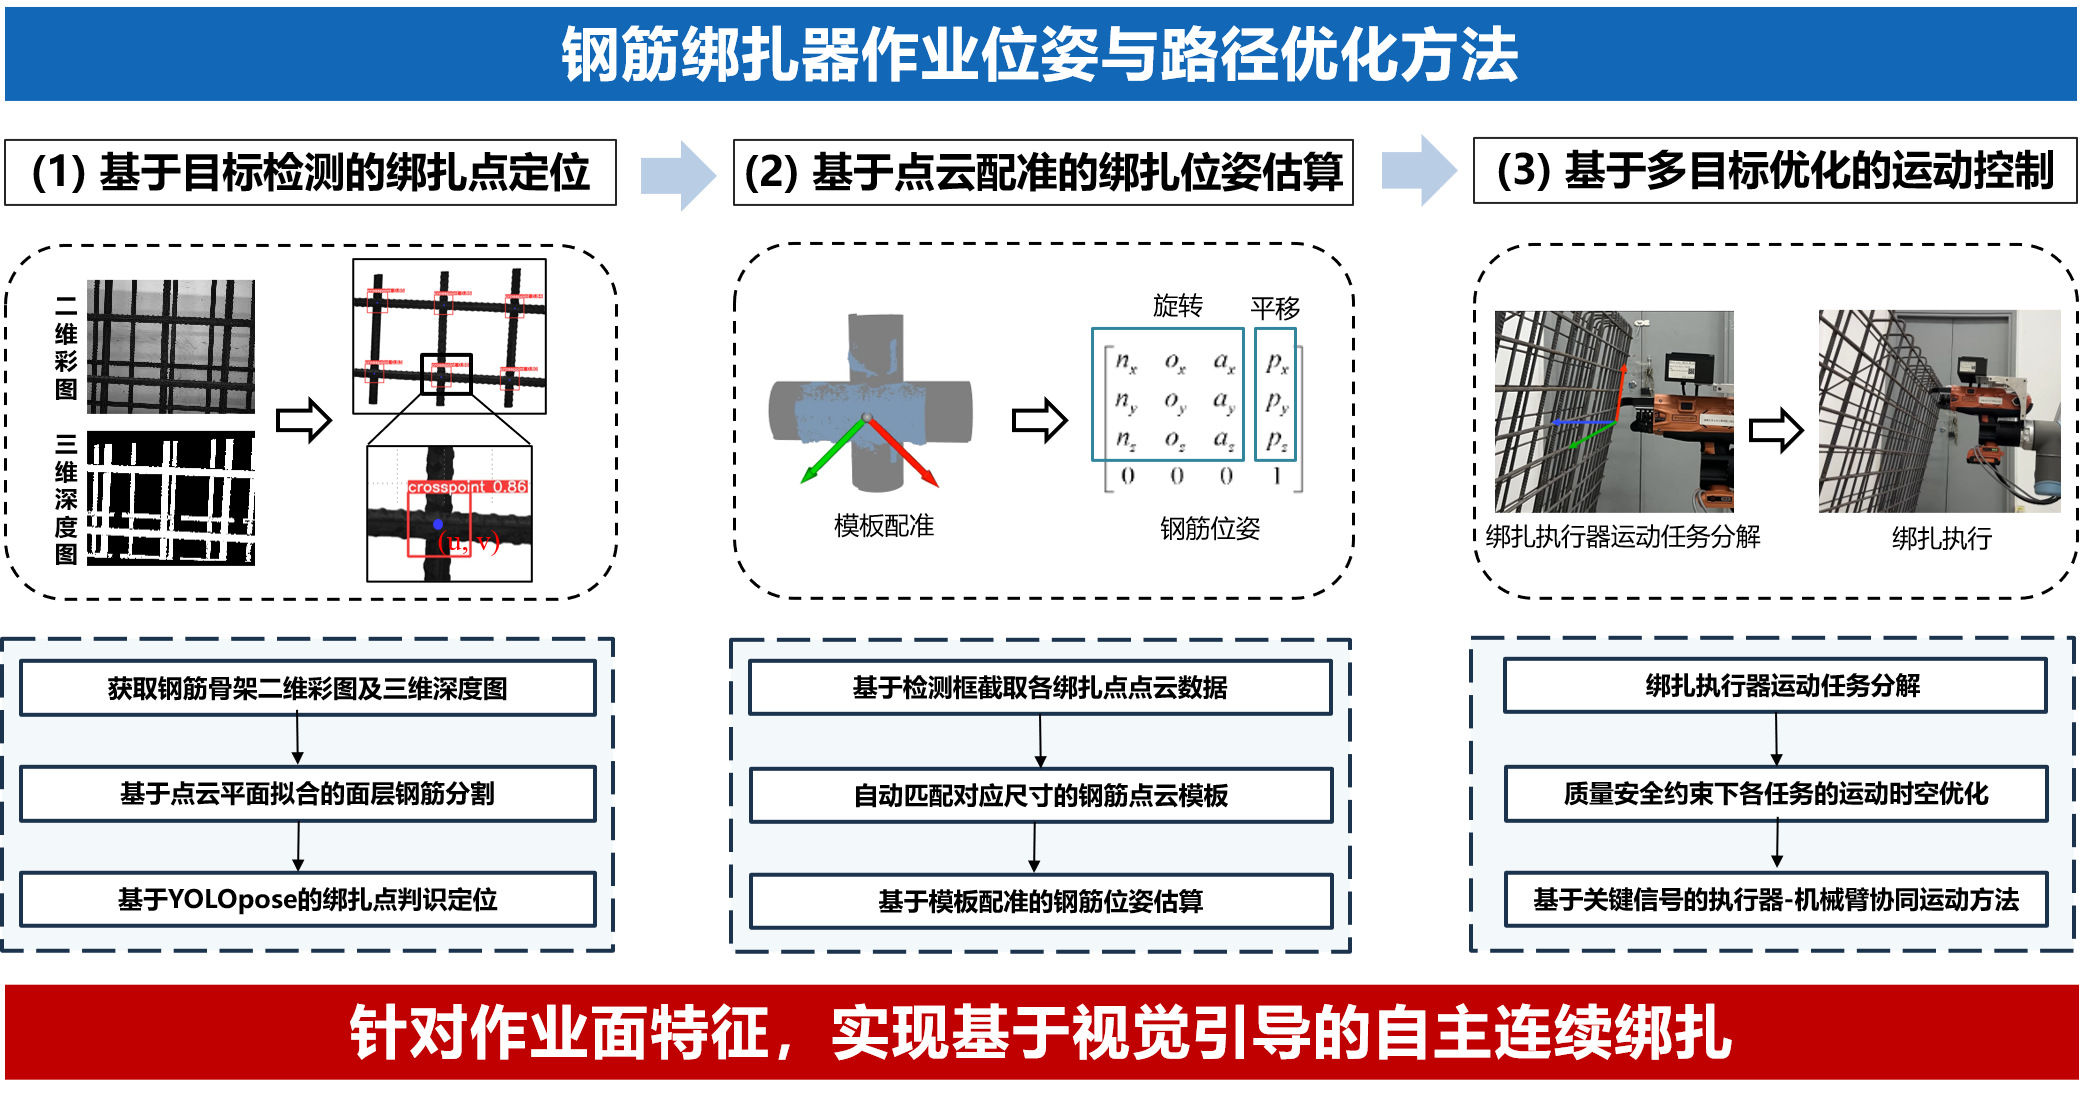 钢筋绑扎器作业位姿与路径优化方法
(1) 基于目标检测的绑扎点定位
(2) 基于点云配准的绑扎位姿估算
(3) 基于多目标优化的运动控制
二维彩图
三维深度图
crosspoint 0.86
(u, v)
模板配准
旋转
平移
n_x o_x a_x p_x
n_y o_y a_y p_y
n_z o_z a_z p_z
0 0 0 1
钢筋位姿
绑扎执行器运动任务分解
绑扎执行
获取钢筋骨架二维彩图及三维深度图
基于点云平面拟合的面层钢筋分割
基于YOLOpose的绑扎点判识定位
基于检测框截取各绑扎点点云数据
自动匹配对应尺寸的钢筋点云模板
基于模板配准的钢筋位姿估算
绑扎执行器运动任务分解
质量安全约束下各任务的运动时空优化
基于关键信号的执行器-机械臂协同运动方法
针对作业面特征，实现基于视觉引导的自主连续绑扎